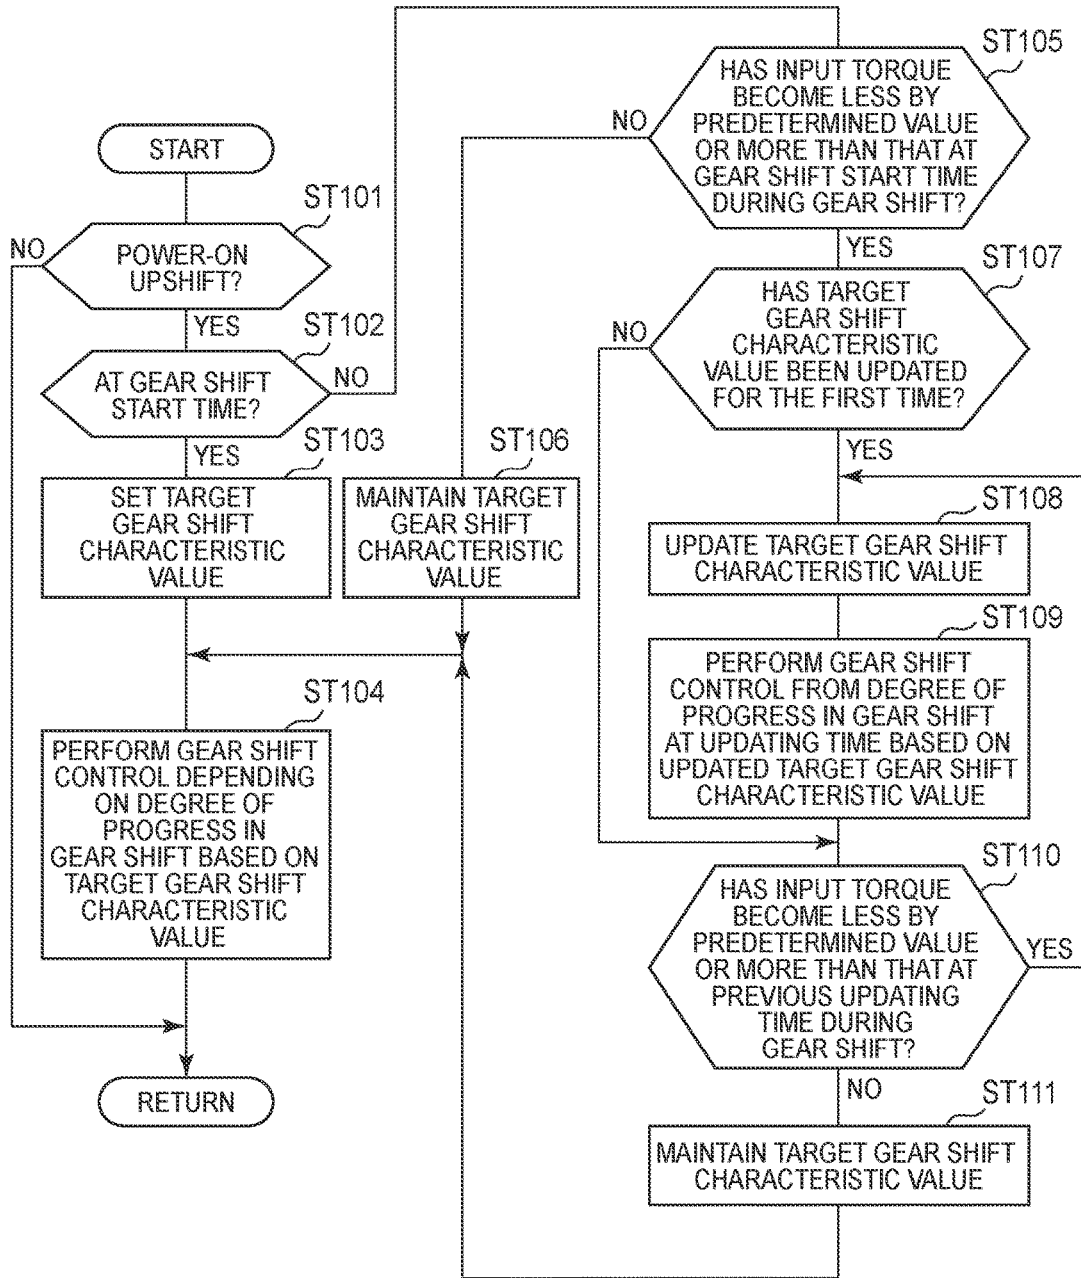 START
ST101
NO
POWER-ON
UPSHIFT?
YES
ST102
AT GEAR SHIFT
START TIME?
NO
YES
ST103
SET TARGET
GEAR SHIFT
CHARACTERISTIC
VALUE
ST106
MAINTAIN TARGET
GEAR SHIFT
CHARACTERISTIC
VALUE
ST104
PERFORM GEAR SHIFT
CONTROL DEPENDING
ON DEGREE OF
PROGRESS IN
GEAR SHIFT BASED ON
TARGET GEAR SHIFT
CHARACTERISTIC
VALUE
RETURN
ST105
NO
HAS INPUT TORQUE
BECOME LESS BY
PREDETERMINED VALUE
OR MORE THAN THAT AT
GEAR SHIFT START TIME
DURING GEAR SHIFT?
YES
ST107
NO
HAS TARGET
GEAR SHIFT
CHARACTERISTIC
VALUE BEEN UPDATED
FOR THE FIRST TIME?
YES
ST108
UPDATE TARGET GEAR SHIFT
CHARACTERISTIC VALUE
ST109
PERFORM GEAR SHIFT
CONTROL FROM DEGREE OF
PROGRESS IN GEAR SHIFT
AT UPDATING TIME BASED ON
UPDATED TARGET GEAR SHIFT
CHARACTERISTIC VALUE
ST110
HAS INPUT TORQUE
BECOME LESS BY
PREDETERMINED VALUE
OR MORE THAN THAT AT
PREVIOUS UPDATING
TIME DURING
GEAR SHIFT?
YES
NO
ST111
MAINTAIN TARGET GEAR SHIFT
CHARACTERISTIC VALUE